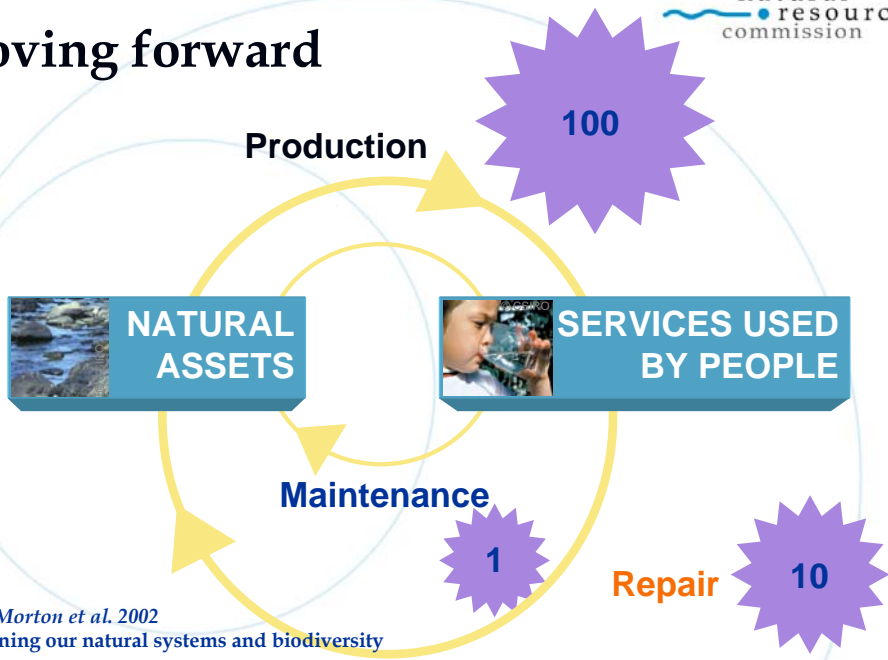 resourc
commission
oving forward
100
Production
NATURAL
ASSETS
SERVICES USED
BY PEOPLE
Maintenance
1
Repair
10
Morton et al. 2002
ning our natural systems and biodiversity